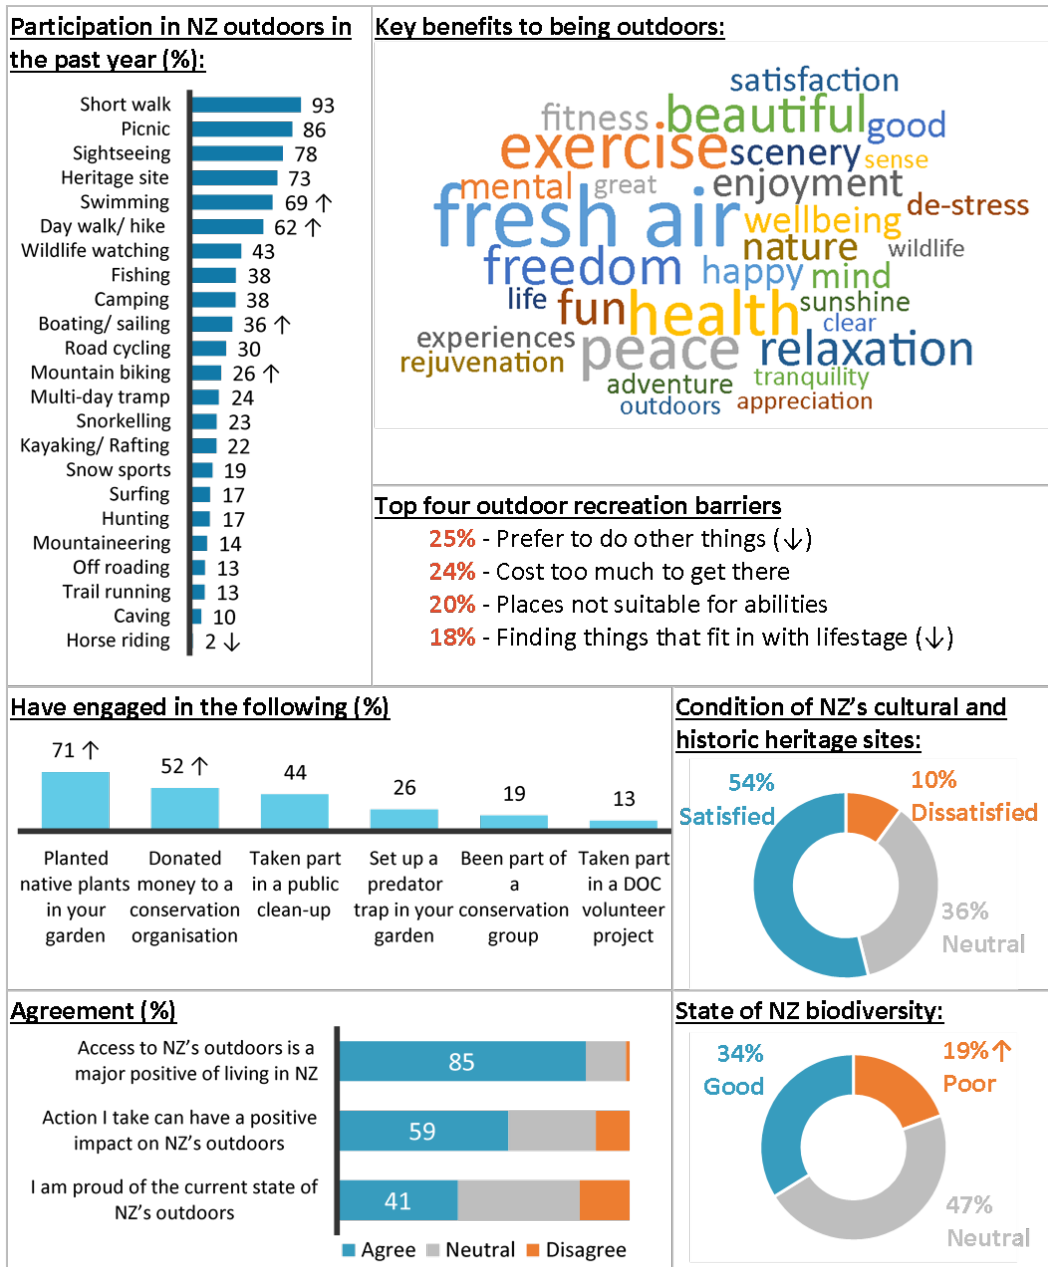 Participation in NZ outdoors in
the past year (%):
Short walk 93
Picnic 86
Sightseeing 78
Heritage site 73
Swimming 69 ↑
Day walk/ hike 62 ↑
Wildlife watching 43
Fishing 38
Camping 38
Boating/ sailing 36 ↑
Road cycling 30
Mountain biking 26 ↑
Multi-day tramp 24
Snorkelling 23
Kayaking/ Rafting 22
Snow sports 19
Surfing 17
Hunting 17
Mountaineering 14
Off roading 13
Trail running 13
Caving 10
Horse riding 2 ↓
Key benefits to being outdoors:
satisfaction
fitness beautiful good
exercise scenery sense
mental great enjoyment
fresh air wellbeing de-stress
nature wildlife
freedom happy mind
life fun health sunshine
clear
experiences peace relaxation
rejuvenation
adventure tranquility
outdoors appreciation
Top four outdoor recreation barriers
25% - Prefer to do other things (↓)
24% - Cost too much to get there
20% - Places not suitable for abilities
18% - Finding things that fit in with lifestage (↓)
Have engaged in the following (%)
71 ↑
52 ↑
44
26
19
13
Planted
native plants
in your
garden
Donated
money to a
conservation
organisation
Taken part
in a public
clean-up
Set up a
predator
trap in your
garden
Been part of
a
conservation
group
Taken part
in a DOC
volunteer
project
Condition of NZ's cultural and
historic heritage sites:
54%
Satisfied
10%
Dissatisfied
36%
Neutral
Agreement (%)
Access to NZ's outdoors is a
major positive of living in NZ
85
Action I take can have a positive
impact on NZ's outdoors
59
I am proud of the current state of
NZ's outdoors
41
Agree Neutral Disagree
State of NZ biodiversity:
34%
Good
19% ↑
Poor
47%
Neutral